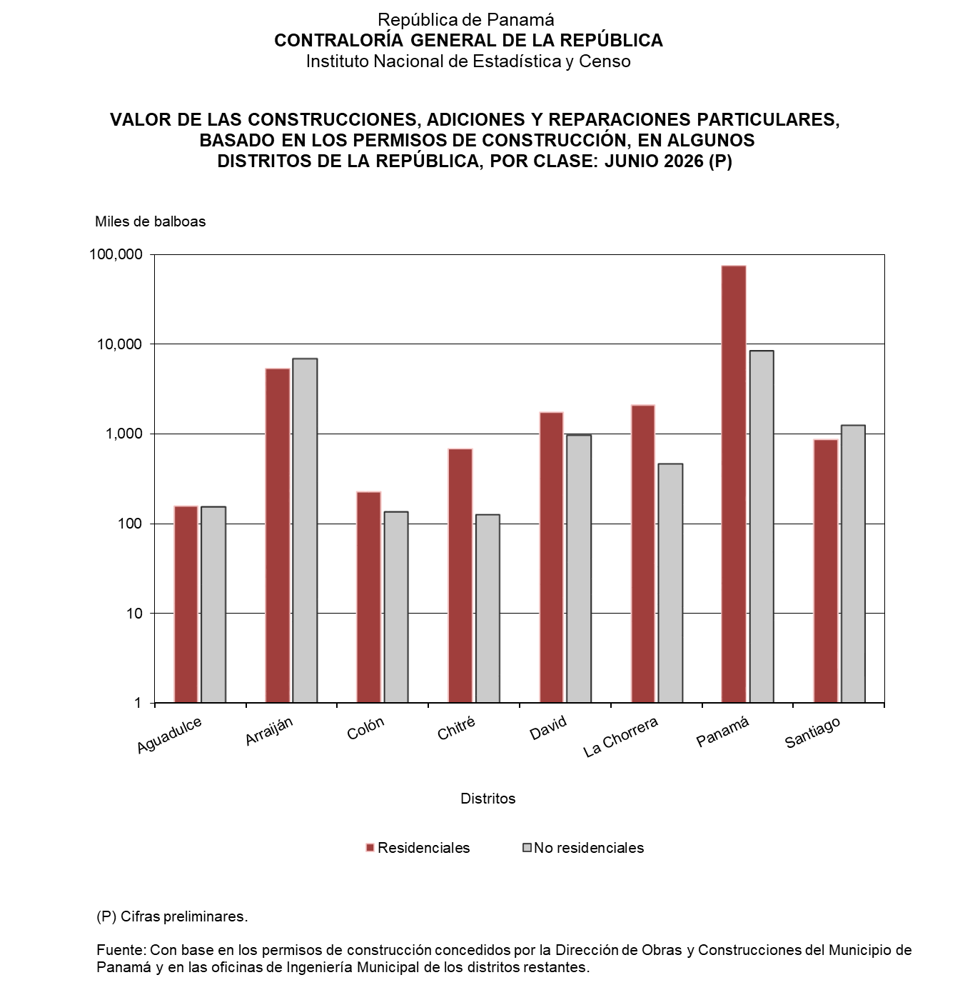 República de Panamá
CONTRALORÍA GENERAL DE LA REPÚBLICA
Instituto Nacional de Estadística y Censo
VALOR DE LAS CONSTRUCCIONES, ADICIONES Y REPARACIONES PARTICULARES,
BASADO EN LOS PERMISOS DE CONSTRUCCIÓN, EN ALGUNOS
DISTRITOS DE LA REPÚBLICA, POR CLASE: JUNIO 2026 (P)
Miles de balboas
100,000
10,000
1,000
100
10
1
Aguadulce
Arraiján
Colón
Chitré
David
La Chorrera
Panamá
Santiago
Distritos
Residenciales
No residenciales
(P) Cifras preliminares.
Fuente: Con base en los permisos de construcción concedidos por la Dirección de Obras y Construcciones del Municipio de
Panamá y en las oficinas de Ingeniería Municipal de los distritos restantes.